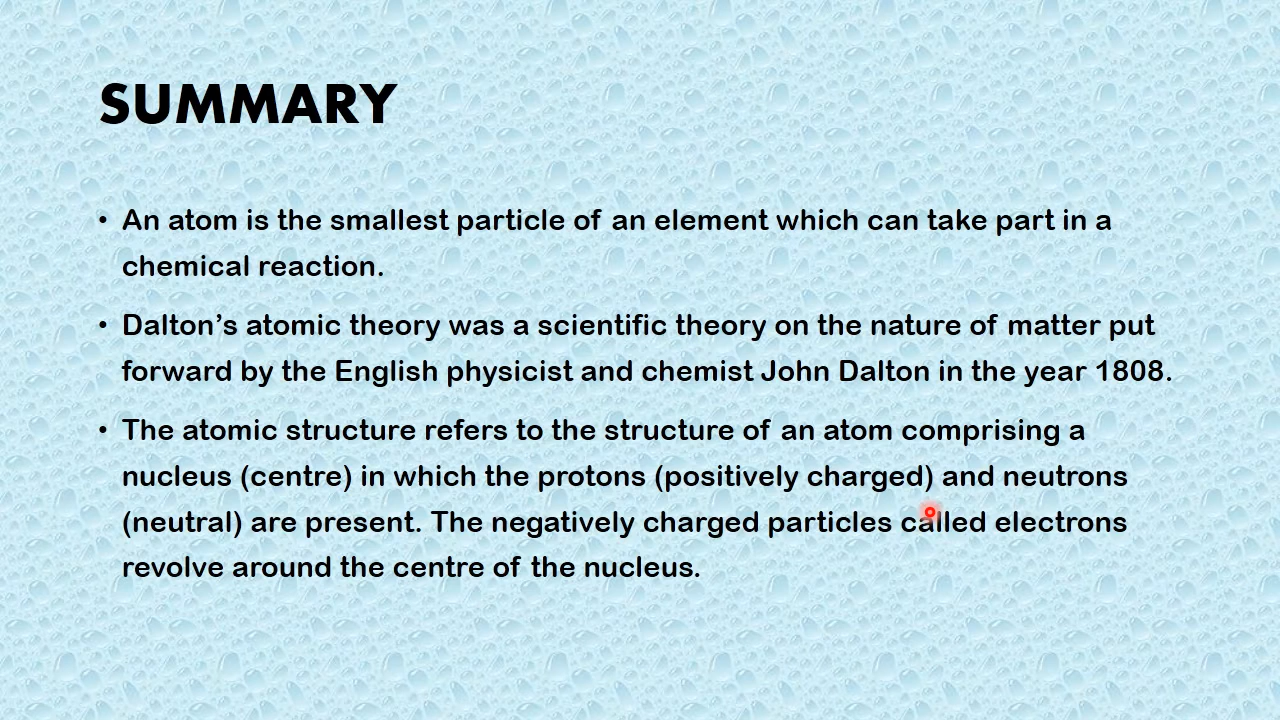 SUMMARY
• An atom is the smallest particle of an element which can take part in a
chemical reaction.
• Dalton’s atomic theory was a scientific theory on the nature of matter put
forward by the English physicist and chemist John Dalton in the year 1808.
• The atomic structure refers to the structure of an atom comprising a
nucleus (centre) in which the protons (positively charged) and neutrons
(neutral) are present. The negatively charged particles called electrons
revolve around the centre of the nucleus.